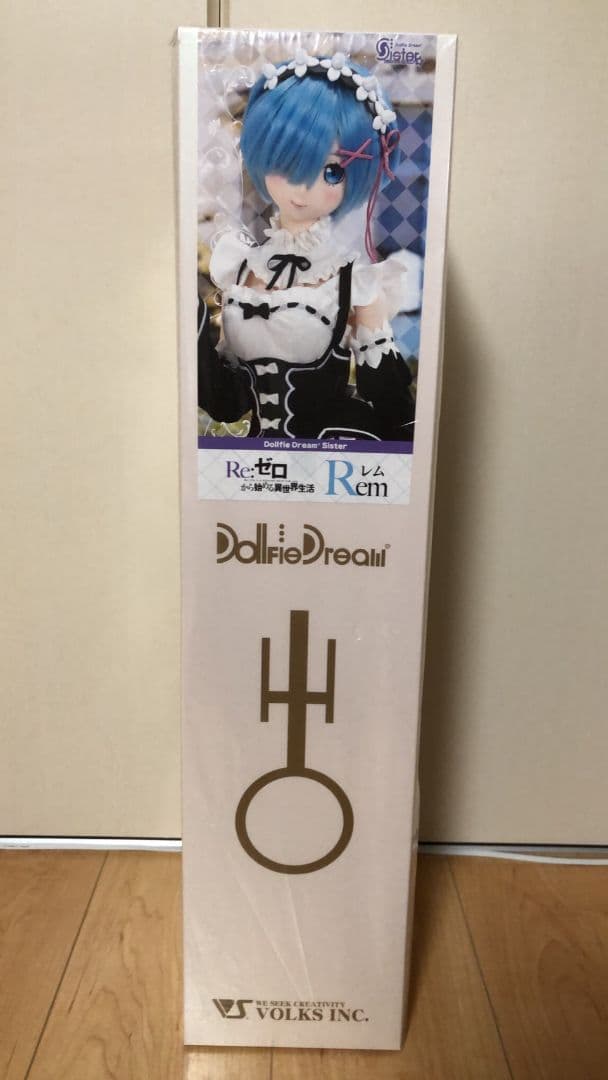 Dollfie Dream®
Sister
Dollfie Dream® Sister
Re:ゼロ
から始める異世界生活
レム
Rem
DollfieDream®
VS
WE SEEK CREATIVITY
VOLKS INC.